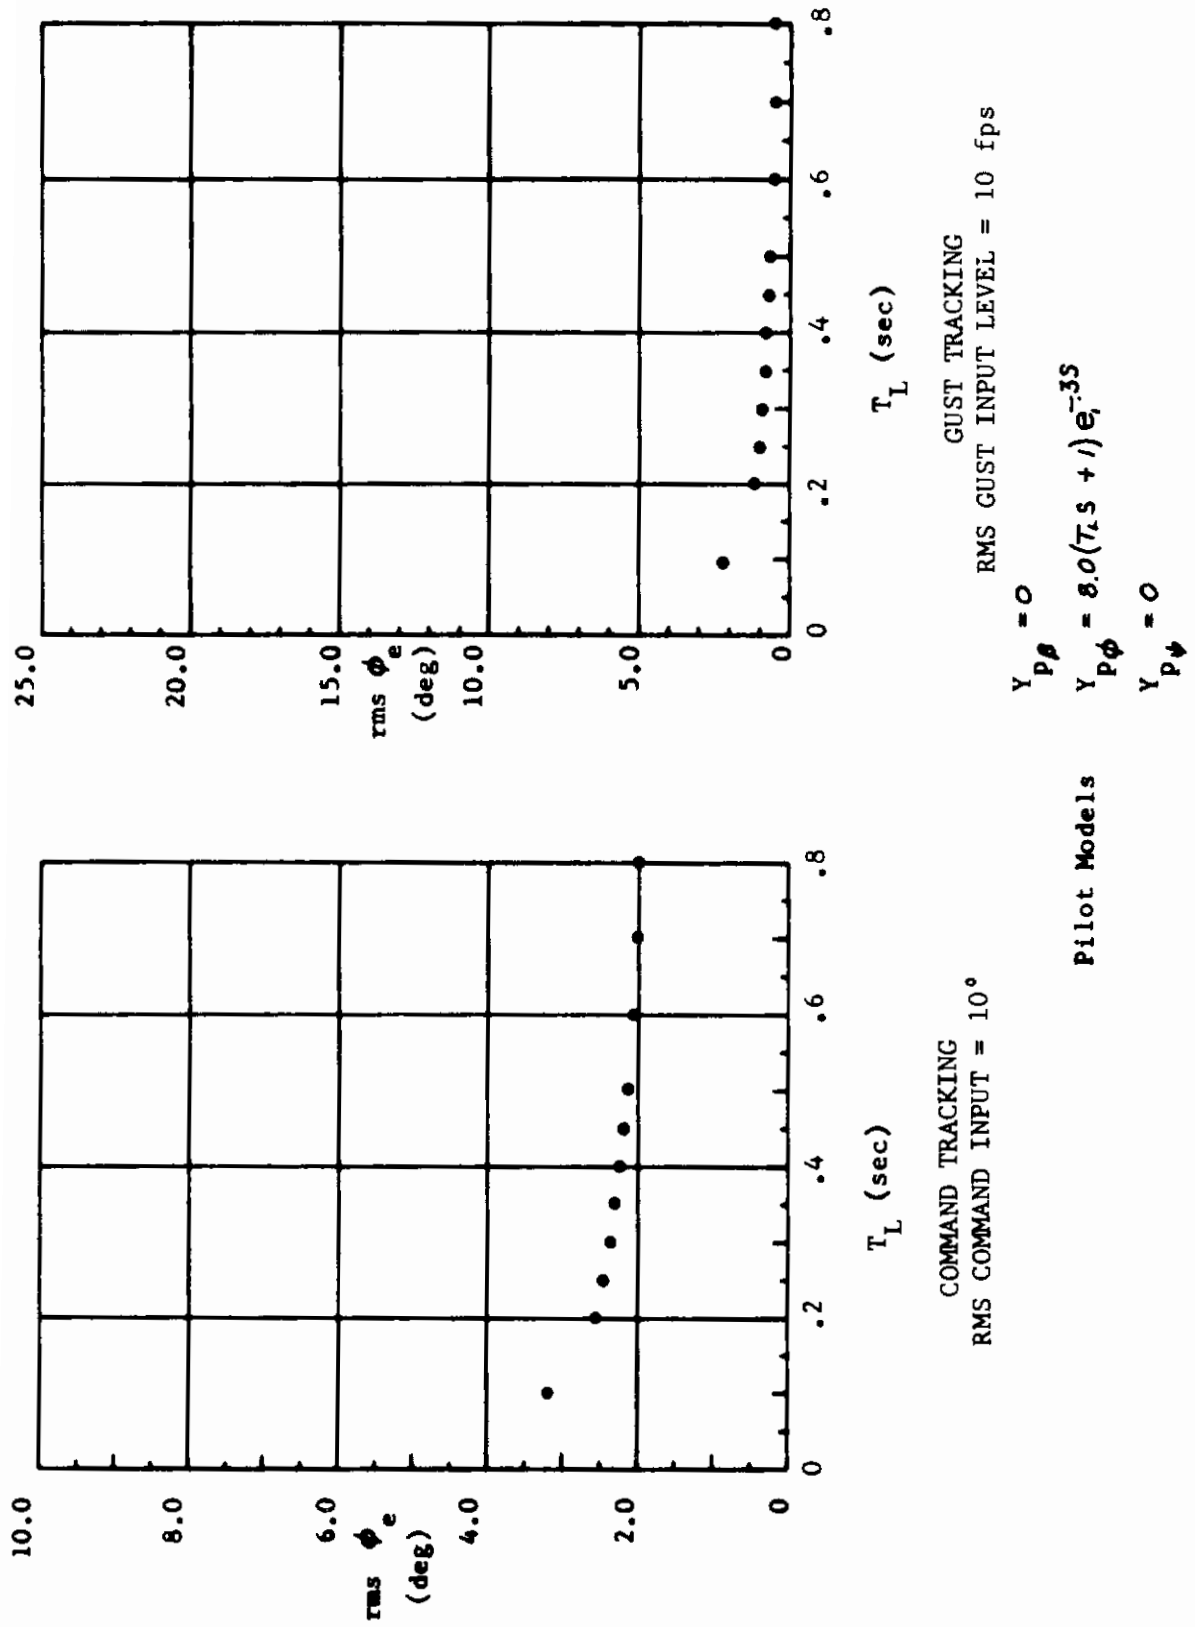 10.0
8.0
6.0
rms ϕe
(deg)
4.0
2.0
0
0 .2 .4 .6 .8
TL (sec)
COMMAND TRACKING
RMS COMMAND INPUT = 10°
25.0
20.0
15.0
rms ϕe
(deg)
10.0
5.0
0
0 .2 .4 .6 .8
TL (sec)
GUST TRACKING
RMS GUST INPUT LEVEL = 10 fps
Pilot Models
Ypβ = 0
Ypϕ = 8.0(TLS + 1)e^-.3S
Ypψ = 0